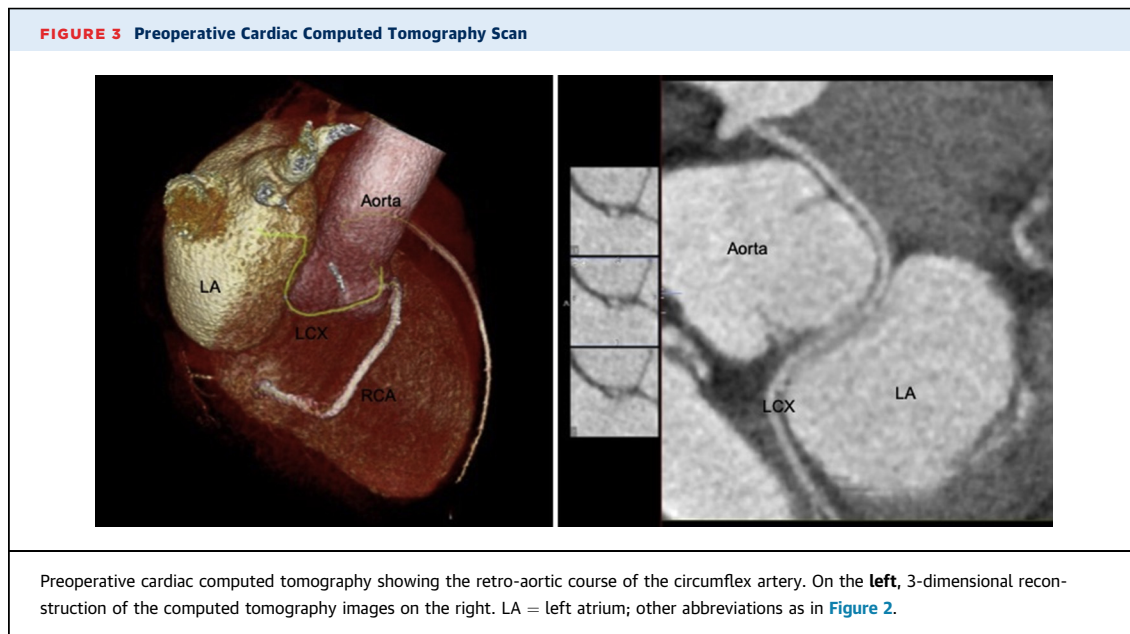 FIGURE 3 Preoperative Cardiac Computed Tomography Scan
Aorta
LA
LCX
RCA
Aorta
LCX
LA
Preoperative cardiac computed tomography showing the retro-aortic course of the circumflex artery. On the left, 3-dimensional recon-
struction of the computed tomography images on the right. LA = left atrium; other abbreviations as in Figure 2.